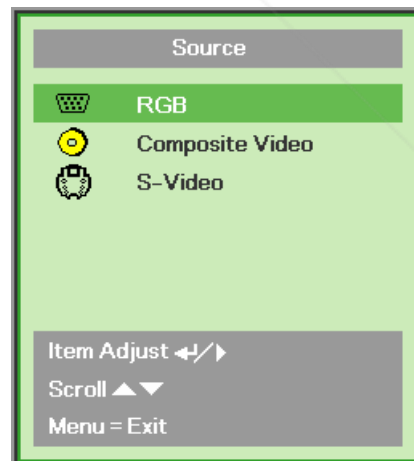 Source
RGB
Composite Video
S-Video
Item Adjust ↵/▶
Scroll ▲▼
Menu = Exit